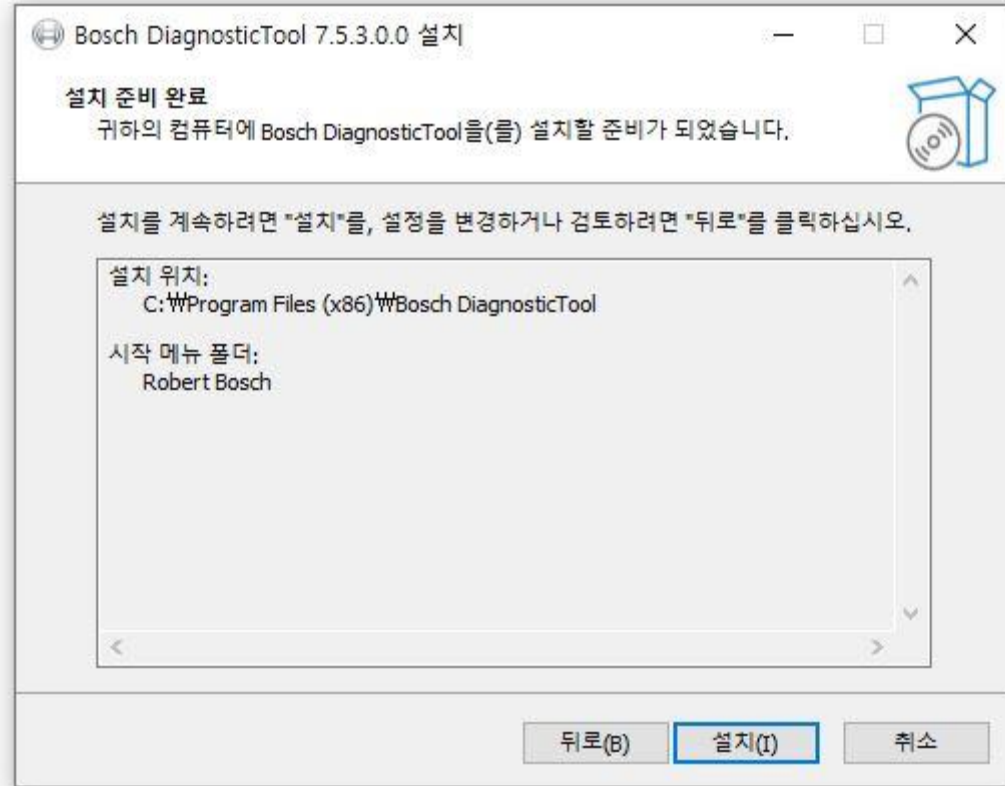 Bosch DiagnosticTool 7.5.3.0.0 설치
설치 준비 완료
귀하의 컴퓨터에 Bosch DiagnosticTool을(를) 설치할 준비가 되었습니다.
설치를 계속하려면 "설치"를, 설정을 변경하거나 검토하려면 "뒤로"를 클릭하십시오.
설치 위치:
C:₩Program Files (x86)₩Bosch DiagnosticTool
시작 메뉴 폴더:
Robert Bosch
뒤로(B) 설치(I) 취소